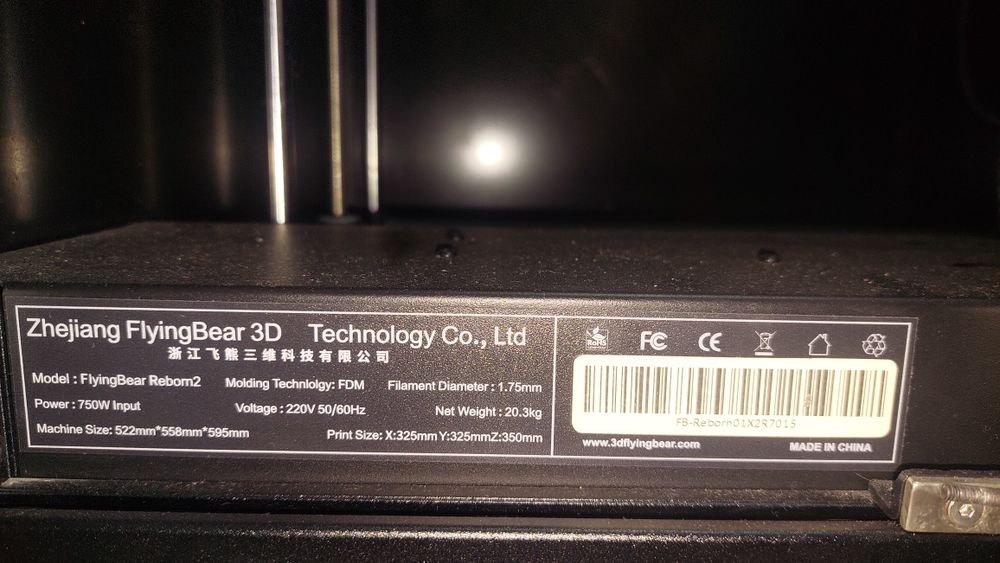 Zhejiang FlyingBear 3D Technology Co., Ltd
浙江飞熊三维科技有限公司
Model : FlyingBear Reborn2 Molding Technlolgy: FDM Filament Diameter : 1.75mm
Power : 750W Input Voltage : 220V 50/60Hz Net Weight : 20.3kg
Machine Size: 522mm*558mm*595mm Print Size: X:325mm Y:325mmZ:350mm
RoHS FC CE
FB-Reborn01X2R7015
www.3dflyingbear.com MADE IN CHINA